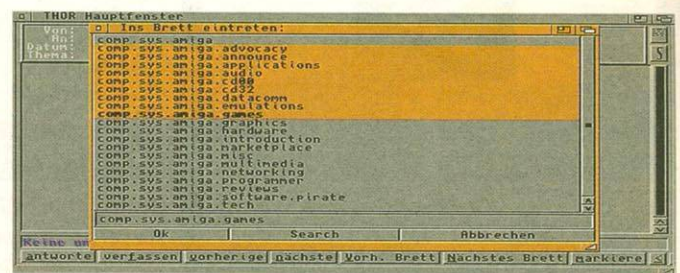 THOR Hauptfenster
Von:
An:
Datum:
Thema:
Ins Brett eintreten:
comp.sys.amiga
comp.sys.amiga.advocacy
comp.sys.amiga.announce
comp.sys.amiga.applications
comp.sys.amiga.audio
comp.sys.amiga.cd32
comp.sys.amiga.datacomm
comp.sys.amiga.emulations
comp.sys.amiga.games
comp.sys.amiga.graphics
comp.sys.amiga.hardware
comp.sys.amiga.introduction
comp.sys.amiga.marketplace
comp.sys.amiga.misc
comp.sys.amiga.multimedia
comp.sys.amiga.networking
comp.sys.amiga.programmer
comp.sys.amiga.reviews
comp.sys.amiga.software.pirate
comp.sys.amiga.tech
comp.sys.amiga.games
Ok Search Abbrechen
Keine un
antworte verfassen vorherige nächste Vorh. Brett Nächstes Brett markiere